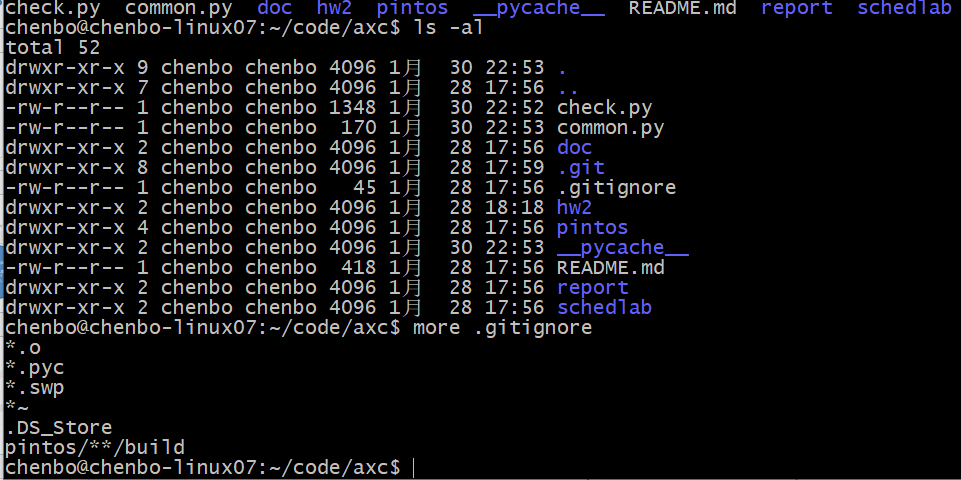 check.py  common.py  doc  hw2  pintos  __pycache__  README.md  report  schedlab
chenbo@chenbo-linux07:~/code/axc$ ls -al
total 52
drwxr-xr-x 9 chenbo chenbo 4096 1月  30 22:53 .
drwxr-xr-x 7 chenbo chenbo 4096 1月  28 17:56 ..
-rw-r--r-- 1 chenbo chenbo 1348 1月  30 22:52 check.py
-rw-r--r-- 1 chenbo chenbo  170 1月  30 22:53 common.py
drwxr-xr-x 2 chenbo chenbo 4096 1月  28 17:56 doc
drwxr-xr-x 8 chenbo chenbo 4096 1月  28 17:59 .git
-rw-r--r-- 1 chenbo chenbo   45 1月  28 17:56 .gitignore
drwxr-xr-x 2 chenbo chenbo 4096 1月  28 18:18 hw2
drwxr-xr-x 4 chenbo chenbo 4096 1月  28 17:56 pintos
drwxr-xr-x 2 chenbo chenbo 4096 1月  30 22:53 __pycache__
-rw-r--r-- 1 chenbo chenbo  418 1月  28 17:56 README.md
drwxr-xr-x 2 chenbo chenbo 4096 1月  28 17:56 report
drwxr-xr-x 2 chenbo chenbo 4096 1月  28 17:56 schedlab
chenbo@chenbo-linux07:~/code/axc$ more .gitignore
*.o
*.pyc
*.swp
*~
.DS_Store
pintos/**/build
chenbo@chenbo-linux07:~/code/axc$